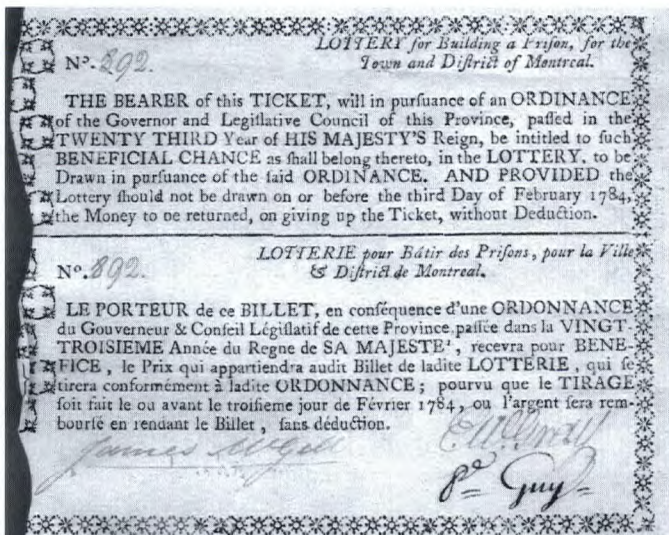 LOTTERY for Building a Priſon, for the
Nº. 892. Town and Diſtrict of Montreal.
THE BEARER of this TICKET, will in purſuance of an ORDINANCE
of the Governor and Legiſlative Council of this Province, paſſed in the
TWENTY THIRD Year of HIS MAJESTY'S Reign, be intitled to ſuch
BENEFICIAL CHANCE as ſhall belong thereto, in the LOTTERY, to be
Drawn in purſuance of the ſaid ORDINANCE. AND PROVIDED the
Lottery ſhould not be drawn on or before the third Day of February 1784,
the Money to be returned, on giving up the Ticket, without Deduction.
LOTTERIE pour Bâtir des Priſons, pour la Ville
Nº. 892. & Diſtrict de Montreal.
LE PORTEUR de ce BILLET, en conſéquence d'une ORDONNANCE
du Gouverneur & Conſeil Légiſlatif de cette Province, paſſée dans la VINGT-
TROISIEME Année du Regne de SA MAJESTE', recevra pour BENE-
FICE, le Prix qui appartiendra audit Billet de ladite LOTTERIE, qui ſe
tirera conformément à ladite ORDONNANCE; pourvu que le TIRAGE
ſoit fait le ou avant le troiſieme jour de Février 1784, ou l'argent ſera rem-
bourſé en rendant le Billet, ſans déduction.
James McGill
Guy